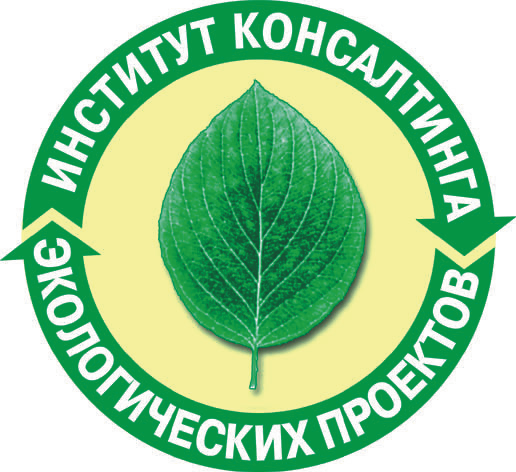 ИНСТИТУТ КОНСАЛТИНГА
ЭКОЛОГИЧЕСКИХ ПРОЕКТОВ